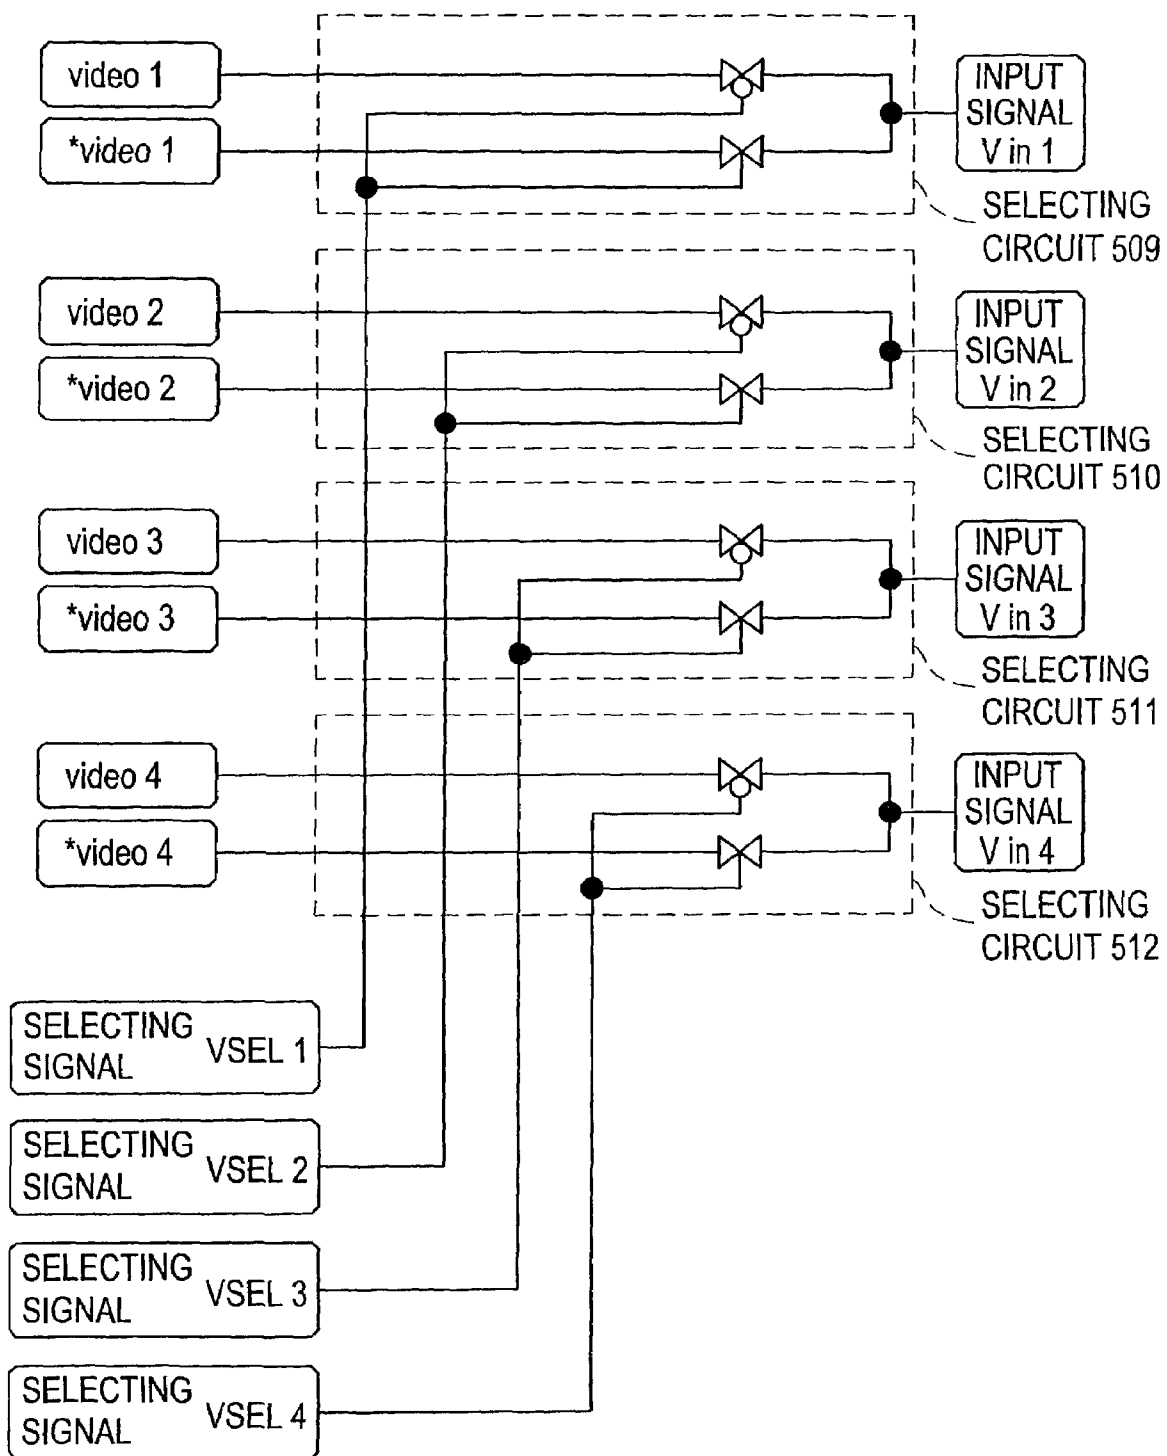 video 1
*video 1
INPUT
SIGNAL
V in 1
SELECTING
CIRCUIT 509
video 2
*video 2
INPUT
SIGNAL
V in 2
SELECTING
CIRCUIT 510
video 3
*video 3
INPUT
SIGNAL
V in 3
SELECTING
CIRCUIT 511
video 4
*video 4
INPUT
SIGNAL
V in 4
SELECTING
CIRCUIT 512
SELECTING
SIGNAL
VSEL 1
SELECTING
SIGNAL
VSEL 2
SELECTING
SIGNAL
VSEL 3
SELECTING
SIGNAL
VSEL 4